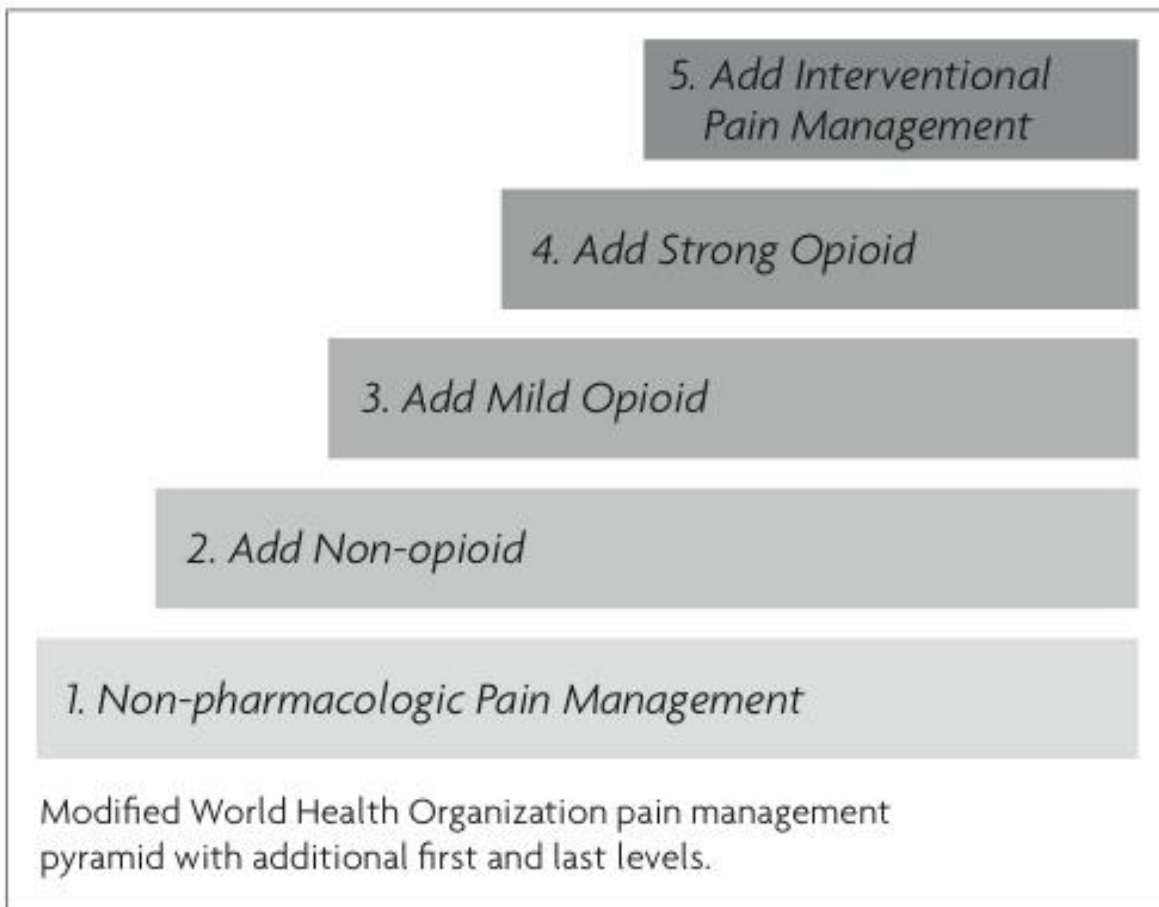 5. Add Interventional
Pain Management
4. Add Strong Opioid
3. Add Mild Opioid
2. Add Non-opioid
1. Non-pharmacologic Pain Management
Modified World Health Organization pain management
pyramid with additional first and last levels.